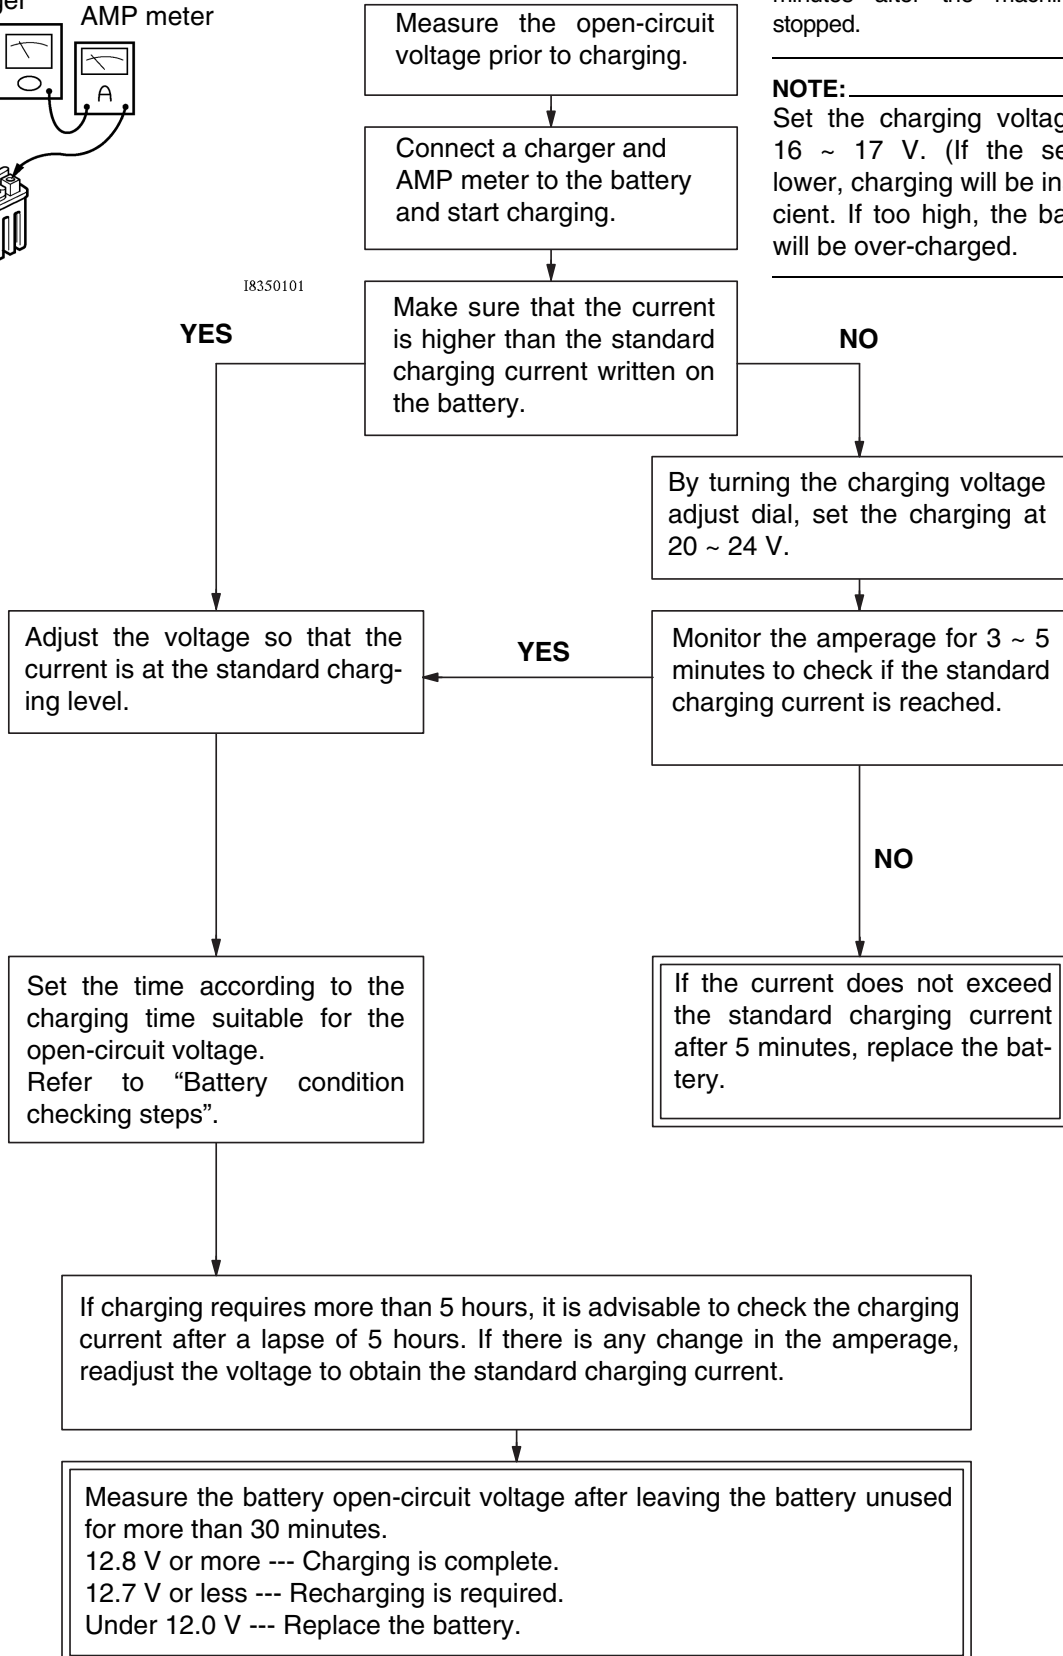 AMP meter
A
I8350101
Measure the open-circuit
voltage prior to charging.
stopped.
NOTE:
Set the charging
16 ~ 17 V. (If the
lower, charging will be
cient. If too high, the
will be over-charged.
Connect a charger and
AMP meter to the battery
and start charging.
Make sure that the current
is higher than the standard
charging current written on
the battery.
YES
NO
By turning the charging voltage
adjust dial, set the charging at
20 ~ 24 V.
Adjust the voltage so that the
current is at the standard charg-
ing level.
YES
Monitor the amperage for 3 ~ 5
minutes to check if the standard
charging current is reached.
NO
Set the time according to the
charging time suitable for the
open-circuit voltage.
Refer to “Battery condition
checking steps”.
If the current does not exceed
the standard charging current
after 5 minutes, replace the bat-
tery.
If charging requires more than 5 hours, it is advisable to check the charging
current after a lapse of 5 hours. If there is any change in the amperage,
readjust the voltage to obtain the standard charging current.
Measure the battery open-circuit voltage after leaving the battery unused
for more than 30 minutes.
12.8 V or more --- Charging is complete.
12.7 V or less --- Recharging is required.
Under 12.0 V --- Replace the battery.